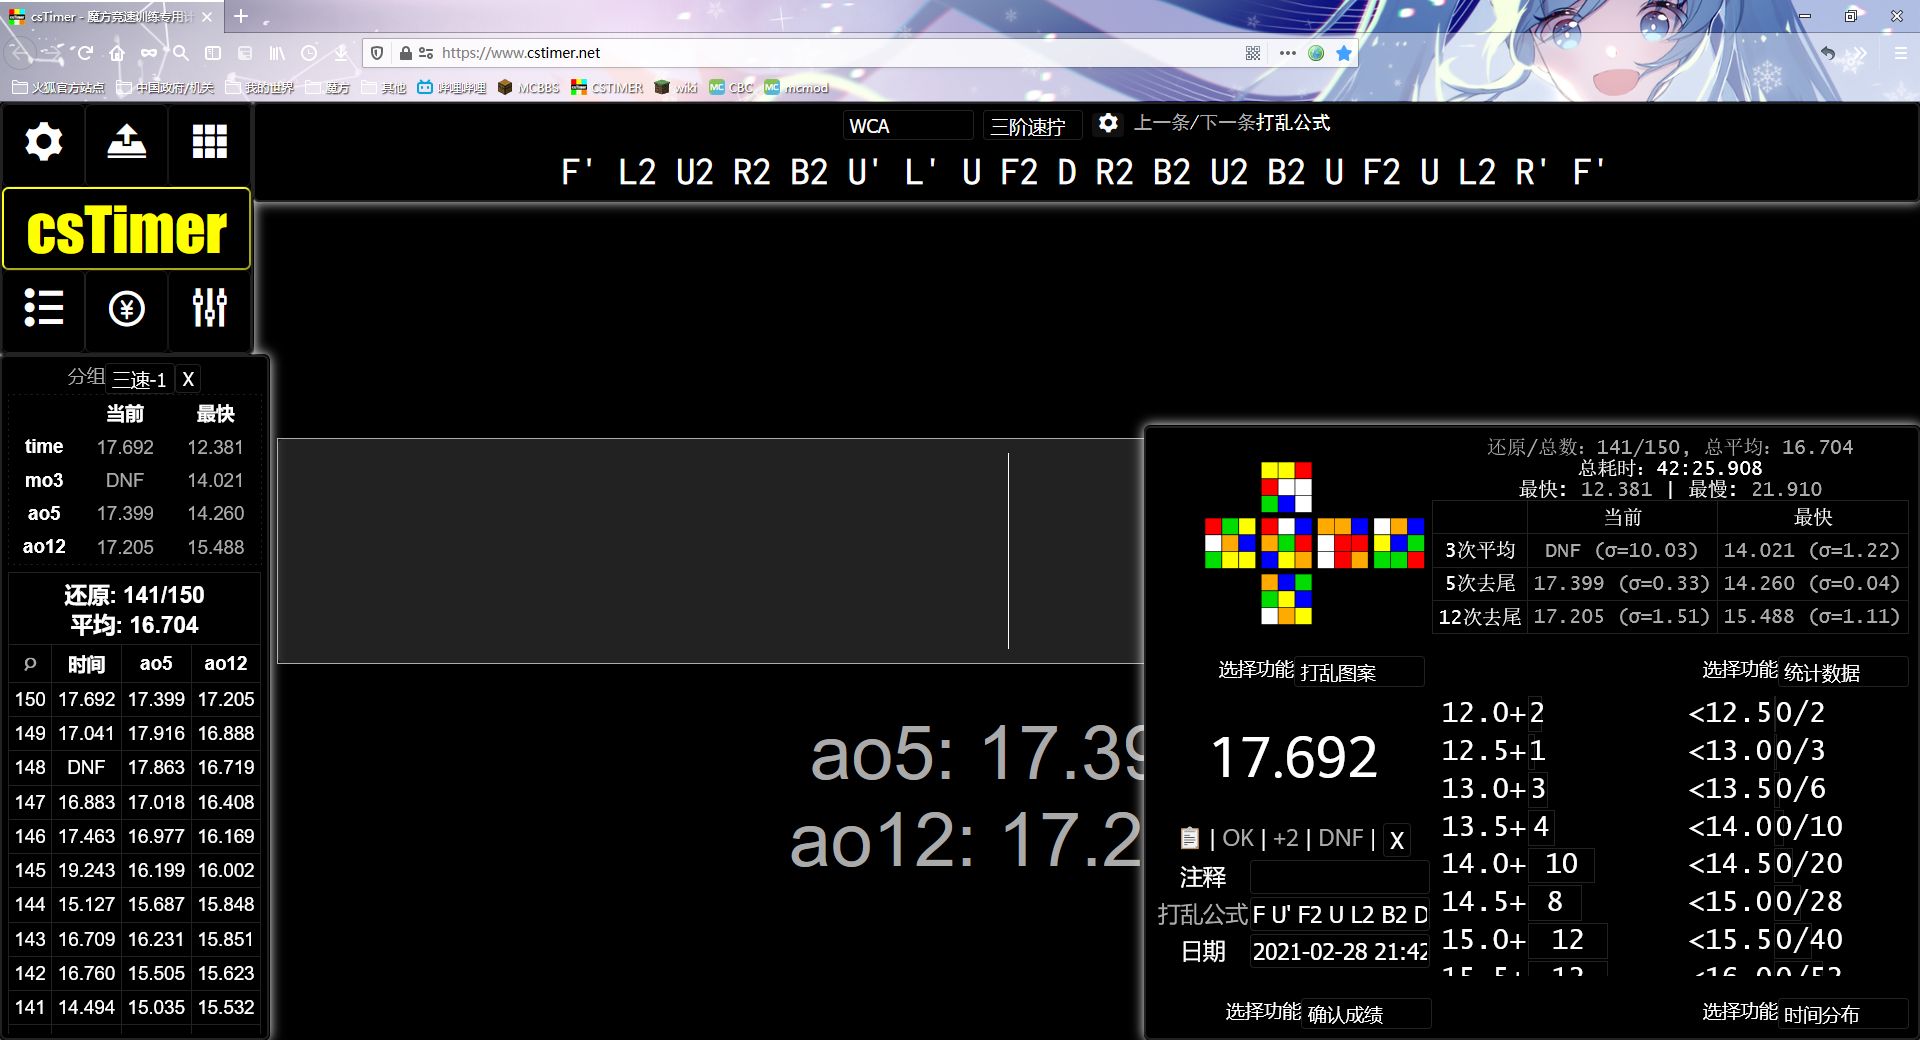 csTimer - 魔方竞速训练专用计
https://www.cstimer.net
火狐官方站点 中国政府/机关 我的世界 魔方 其他 哔哩哔哩 MCBBS CSTIMER wiki CBC mcmod
WCA 三阶速拧 上一条/下一条打乱公式
F' L2 U2 R2 B2 U' L' U F2 D R2 B2 U2 B2 U F2 U L2 R' F'
csTimer
分组 三速-1 X
当前 最快
time 17.692 12.381
mo3 DNF 14.021
ao5 17.399 14.260
ao12 17.205 15.488
还原: 141/150
平均: 16.704
时间 ao5 ao12
150 17.692 17.399 17.205
149 17.041 17.916 16.888
148 DNF 17.863 16.719
147 16.883 17.018 16.408
146 17.463 16.977 16.169
145 19.243 16.199 16.002
144 15.127 15.687 15.848
143 16.709 16.231 15.851
142 16.760 15.505 15.623
141 14.494 15.035 15.532
ao5: 17.39
ao12: 17.2
还原/总数: 141/150, 总平均: 16.704
总耗时: 42:25.908
最快: 12.381 | 最慢: 21.910
当前 最快
3次平均 DNF (σ=10.03) 14.021 (σ=1.22)
5次去尾 17.399 (σ=0.33) 14.260 (σ=0.04)
12次去尾 17.205 (σ=1.51) 15.488 (σ=1.11)
选择功能 打乱图案
选择功能 统计数据
17.692
| OK | +2 | DNF | X
注释
打乱公式 F U' F2 U L2 B2 D
日期 2021-02-28 21:42
选择功能 确认成绩
12.0+ 2 <12.50/2
12.5+ 1 <13.00/3
13.0+ 3 <13.50/6
13.5+ 4 <14.00/10
14.0+ 10 <14.50/20
14.5+ 8 <15.00/28
15.0+ 12 <15.50/40
15.5+ 12 <16.00/52
选择功能 时间分布